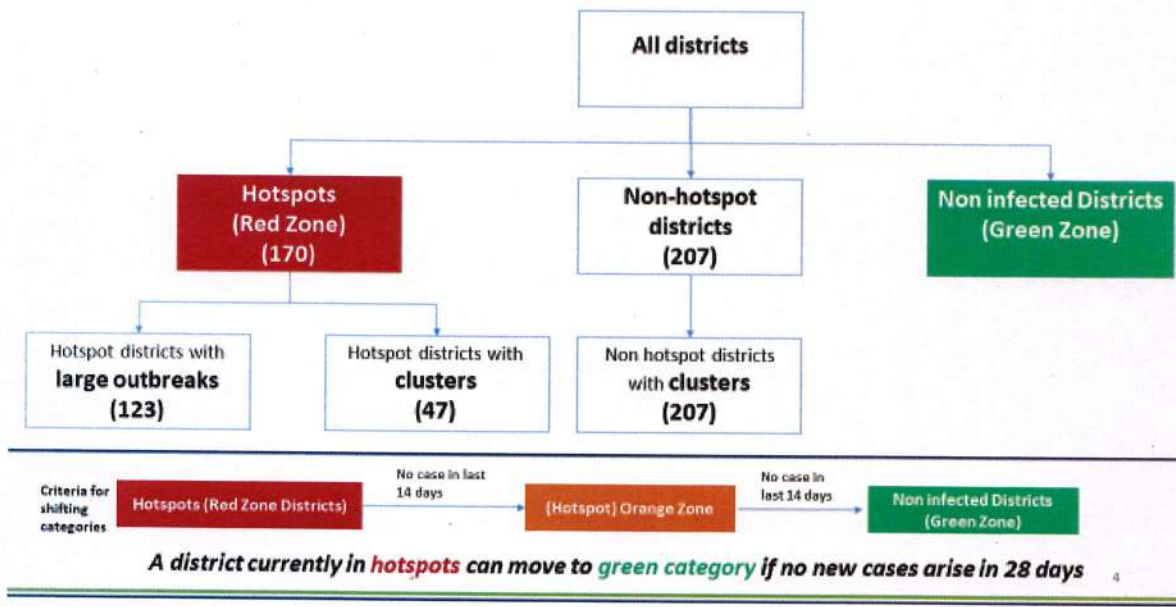 All districts
Hotspots
(Red Zone)
(170)
Non-hotspot
districts
(207)
Non infected Districts
(Green Zone)
Hotspot districts with
large outbreaks
(123)
Hotspot districts with
clusters
(47)
Non hotspot districts
with clusters
(207)
Criteria for
shifting
categories
Hotspots (Red Zone Districts)
No case in last
14 days
(Hotspot) Orange Zone
No case in
last 14 days
Non infected Districts
(Green Zone)
A district currently in hotspots can move to green category if no new cases arise in 28 days
4